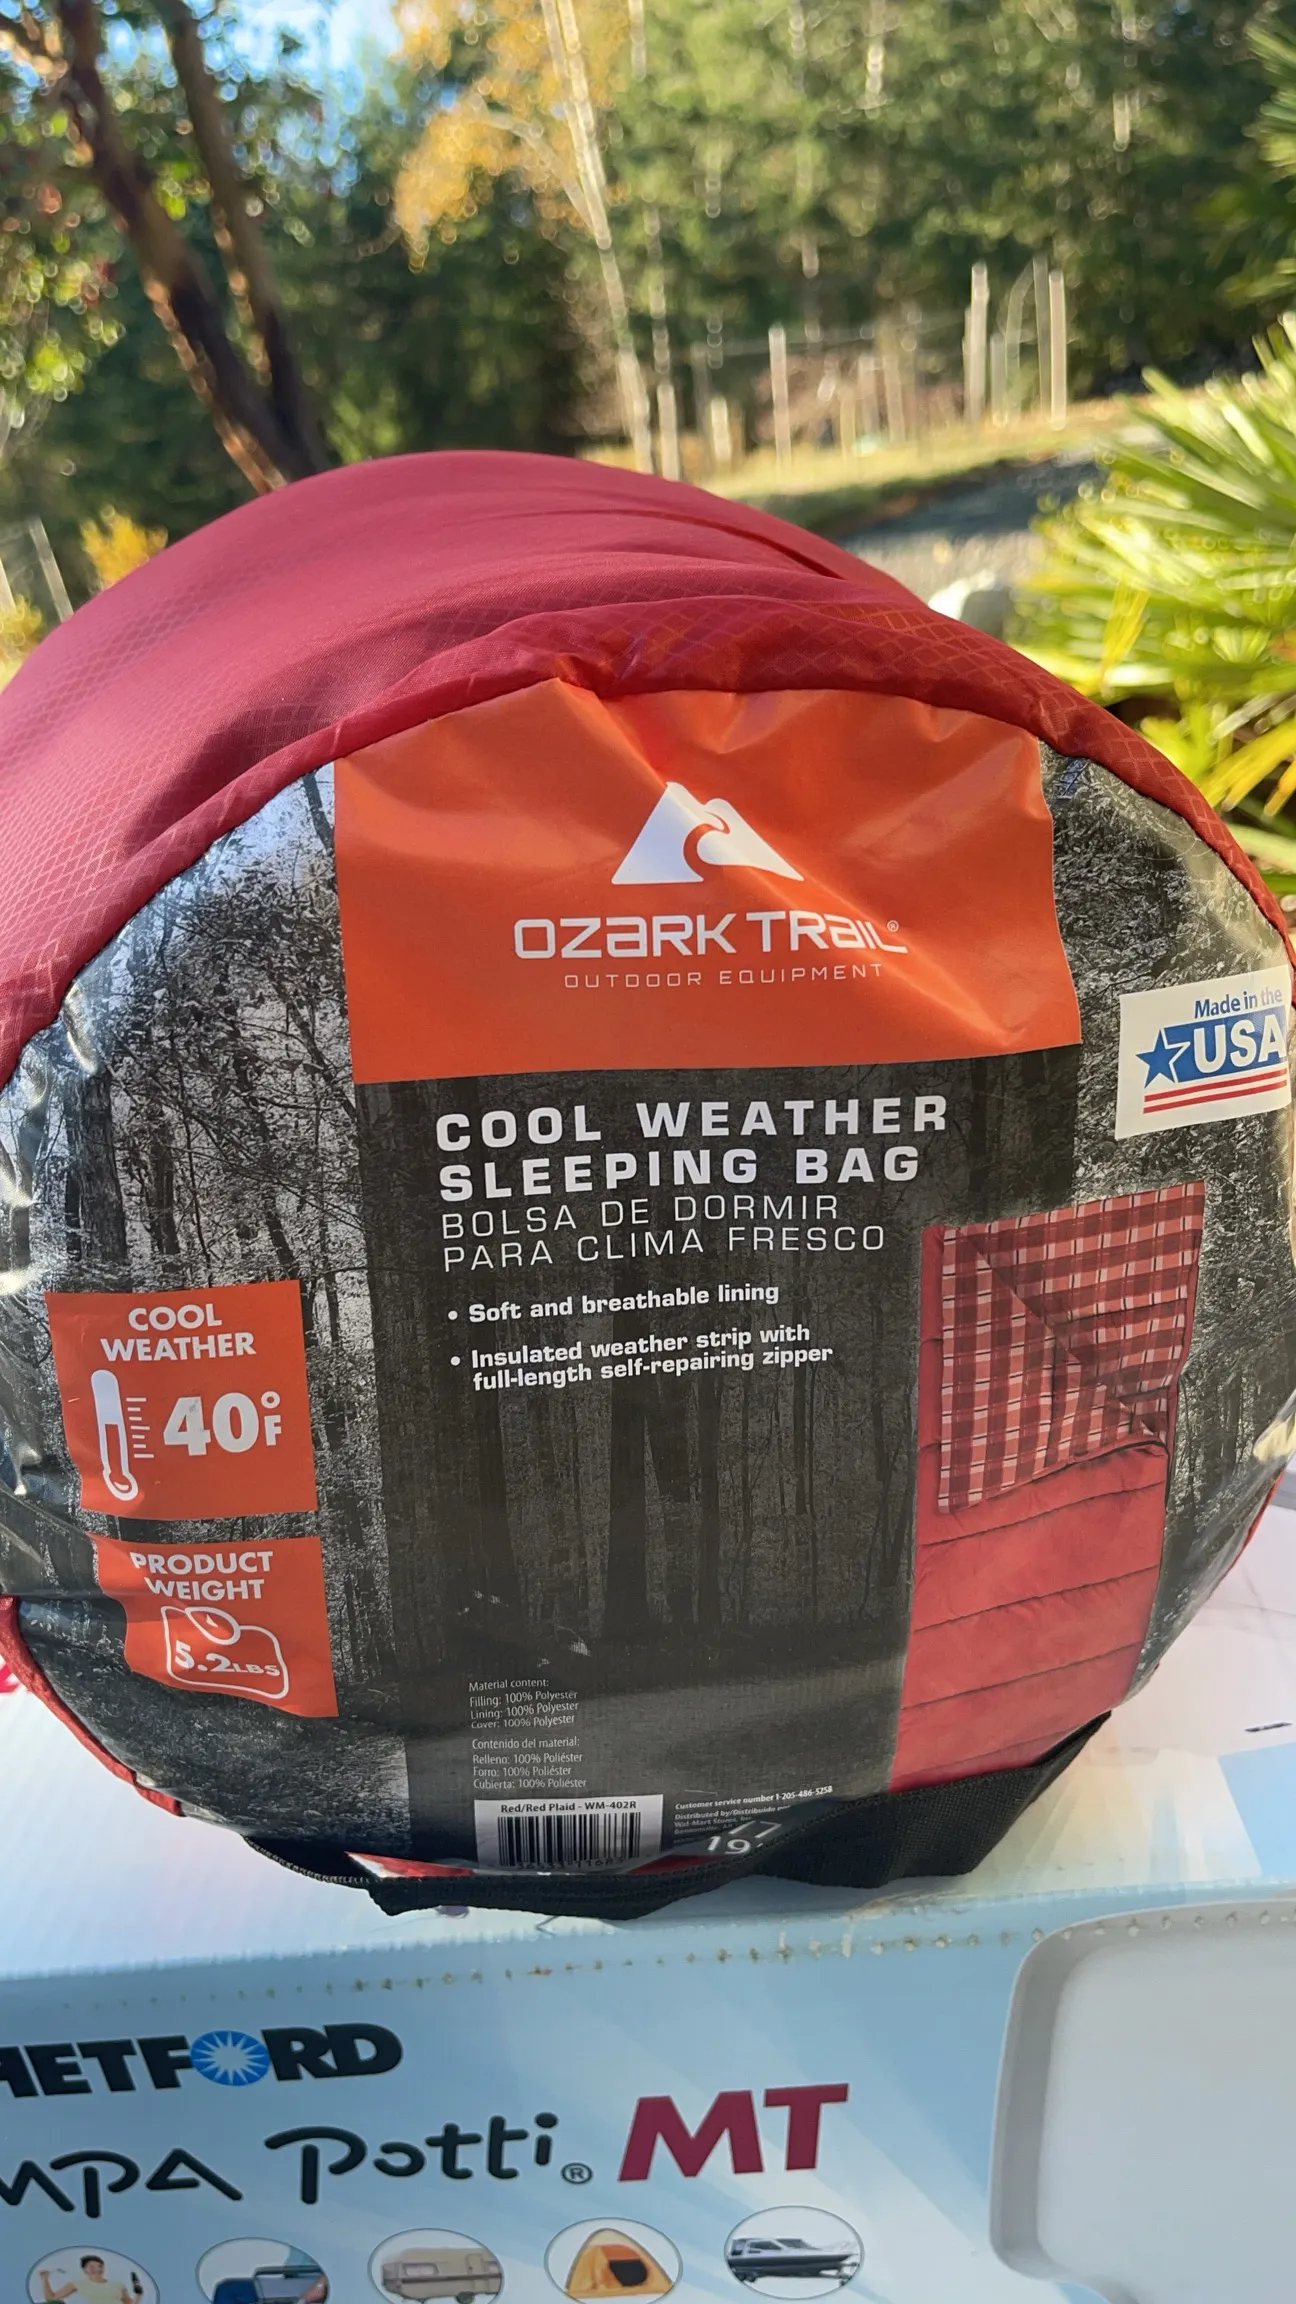 OZARK TRAIL®
OUTDOOR EQUIPMENT
Made in the
USA
COOL WEATHER
SLEEPING BAG
BOLSA DE DORMIR
PARA CLIMA FRESCO
• Soft and breathable lining
• Insulated weather strip with
full-length self-repairing zipper
COOL
WEATHER
40°F
PRODUCT
WEIGHT
5.2LBS
Material content:
Filling: 100% Polyester
Lining: 100% Polyester
Cover: 100% Polyester
Contenido del material:
Relleno: 100% Poliéster
Forro: 100% Poliéster
Cubierta: 100% Poliéster
Red/Red Plaid - WM-402R
Customer service number 1-205-486-5258
Distributed by/Distribuido
Wal-Mart Stores,
HETFORD
MPA Potti® MT